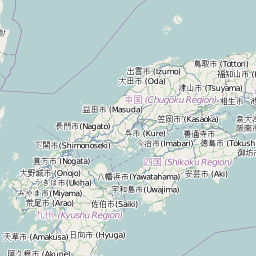 鳥取市 (Tottori)
出雲市 (Izumo)
福知山市
大田市 (Oda)
津山市 (Tsuyama)
中国 (Chugoku Region)
相生市
益田市 (Masuda)
笠岡市 (Kasaoka)
長門市 (Nagato)
呉市 (Kure)
善通寺市
下関市 (Shimonoseki)
今治市 (Imabari)
徳島市 (Tokush
直方市 (Nogata)
四国 (Shikoku Region)
大野城市 (Onojo)
八幡浜市 (Yawatahama)
安芸市 (Aki)
うきは市 (Ukiha)
宇和島市 (Uwajima)
みやま市 (Miyama)
荒尾市 (Arao)
佐伯市 (Saiki)
九州 (Kyushu Region)
天草市 (Amakusa)
日向市 (Hyuga)
阿久根市 (Akune)